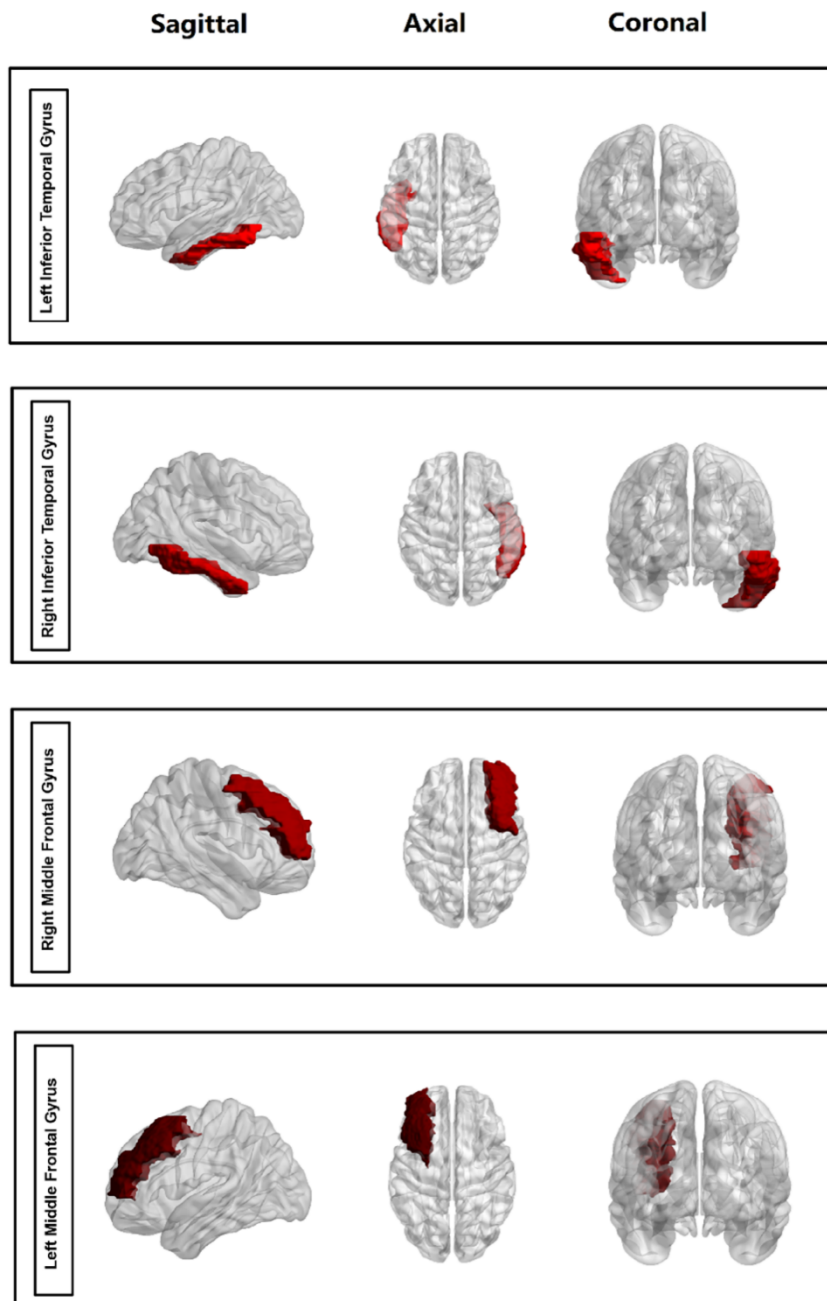 Sagittal Axial Coronal
Left Inferior Temporal Gyrus
Right Inferior Temporal Gyrus
Right Middle Frontal Gyrus
Left Middle Frontal Gyrus